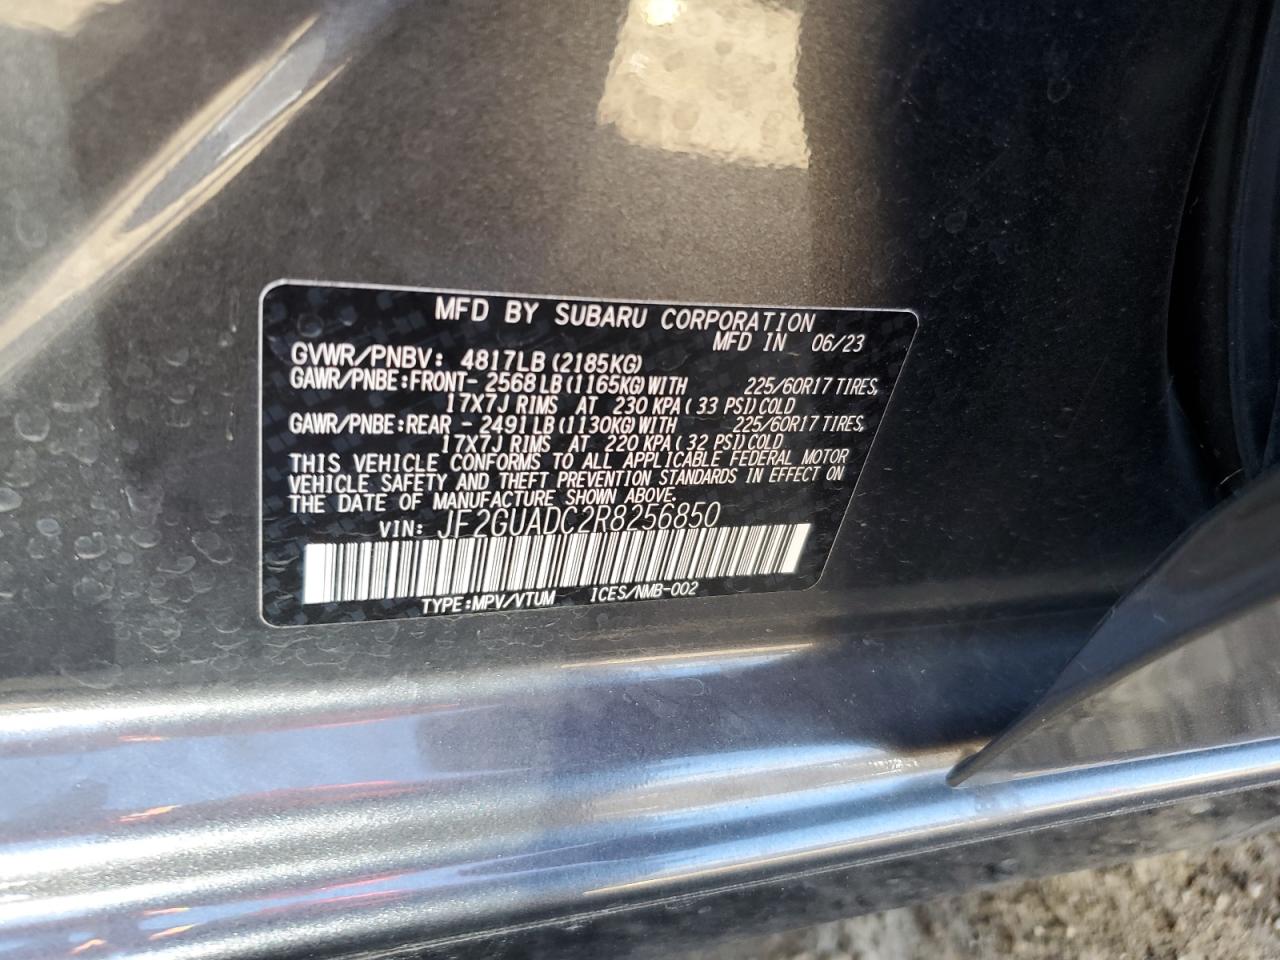 MFD BY SUBARU CORPORATION
MFD IN 06/23
GVWR/PNBV: 4817LB (2185KG)
GAWR/PNBE:FRONT- 2568LB (1165KG) WITH 225/60R17 TIRES,
17X7J RIMS AT 230 KPA ( 33 PSI) COLD
GAWR/PNBE:REAR - 2491LB (1130KG) WITH 225/60R17 TIRES,
17X7J RIMS AT 220 KPA ( 32 PSI) COLD
THIS VEHICLE CONFORMS TO ALL APPLICABLE FEDERAL MOTOR
VEHICLE SAFETY AND THEFT PREVENTION STANDARDS IN EFFECT ON
THE DATE OF MANUFACTURE SHOWN ABOVE.
VIN: JF2GUADC2R8256850
TYPE:MPV/VTUM ICES/NMB-002